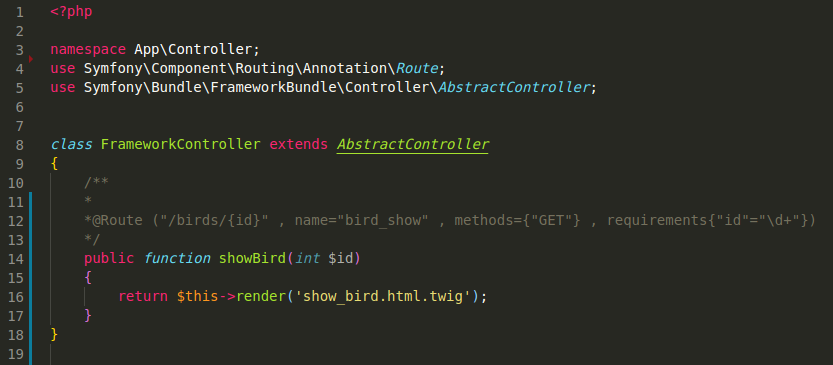 1 <?php
2
3 namespace App\Controller;
4 use Symfony\Component\Routing\Annotation\Route;
5 use Symfony\Bundle\FrameworkBundle\Controller\AbstractController;
6
7
8 class FrameworkController extends AbstractController
9 {
10 /**
11 *
12 *@Route ("/birds/{id}" , name="bird_show" , methods={"GET"} , requirements{"id"="\d+"})
13 */
14 public function showBird(int $id)
15 {
16 return $this->render('show_bird.html.twig');
17 }
18 }
19